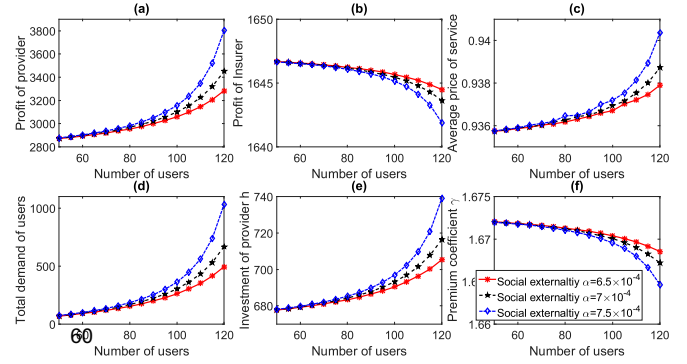 (a)
Profit of provider
3800
3600
3400
3200
3000
2800
60 80 100 120
Number of users
(b)
Profit of Insurer
1650
1645
1640
60 80 100 120
Number of users
(c)
Average price of service
0.94
0.938
0.936
60 80 100 120
Number of users
(d)
Total demand of users
1000
500
0
60 80 100 120
Number of users
(e)
Investment of provider h
740
720
700
680
60 80 100 120
Number of users
(f)
Premium coefficient γ
1.675
1.67
1.66
60 80 100 120
Number of users
Social externaltiy α=6.5×10⁻⁴
Social externaltiy α=7×10⁻⁴
Social externaltiy α=7.5×10⁻⁴